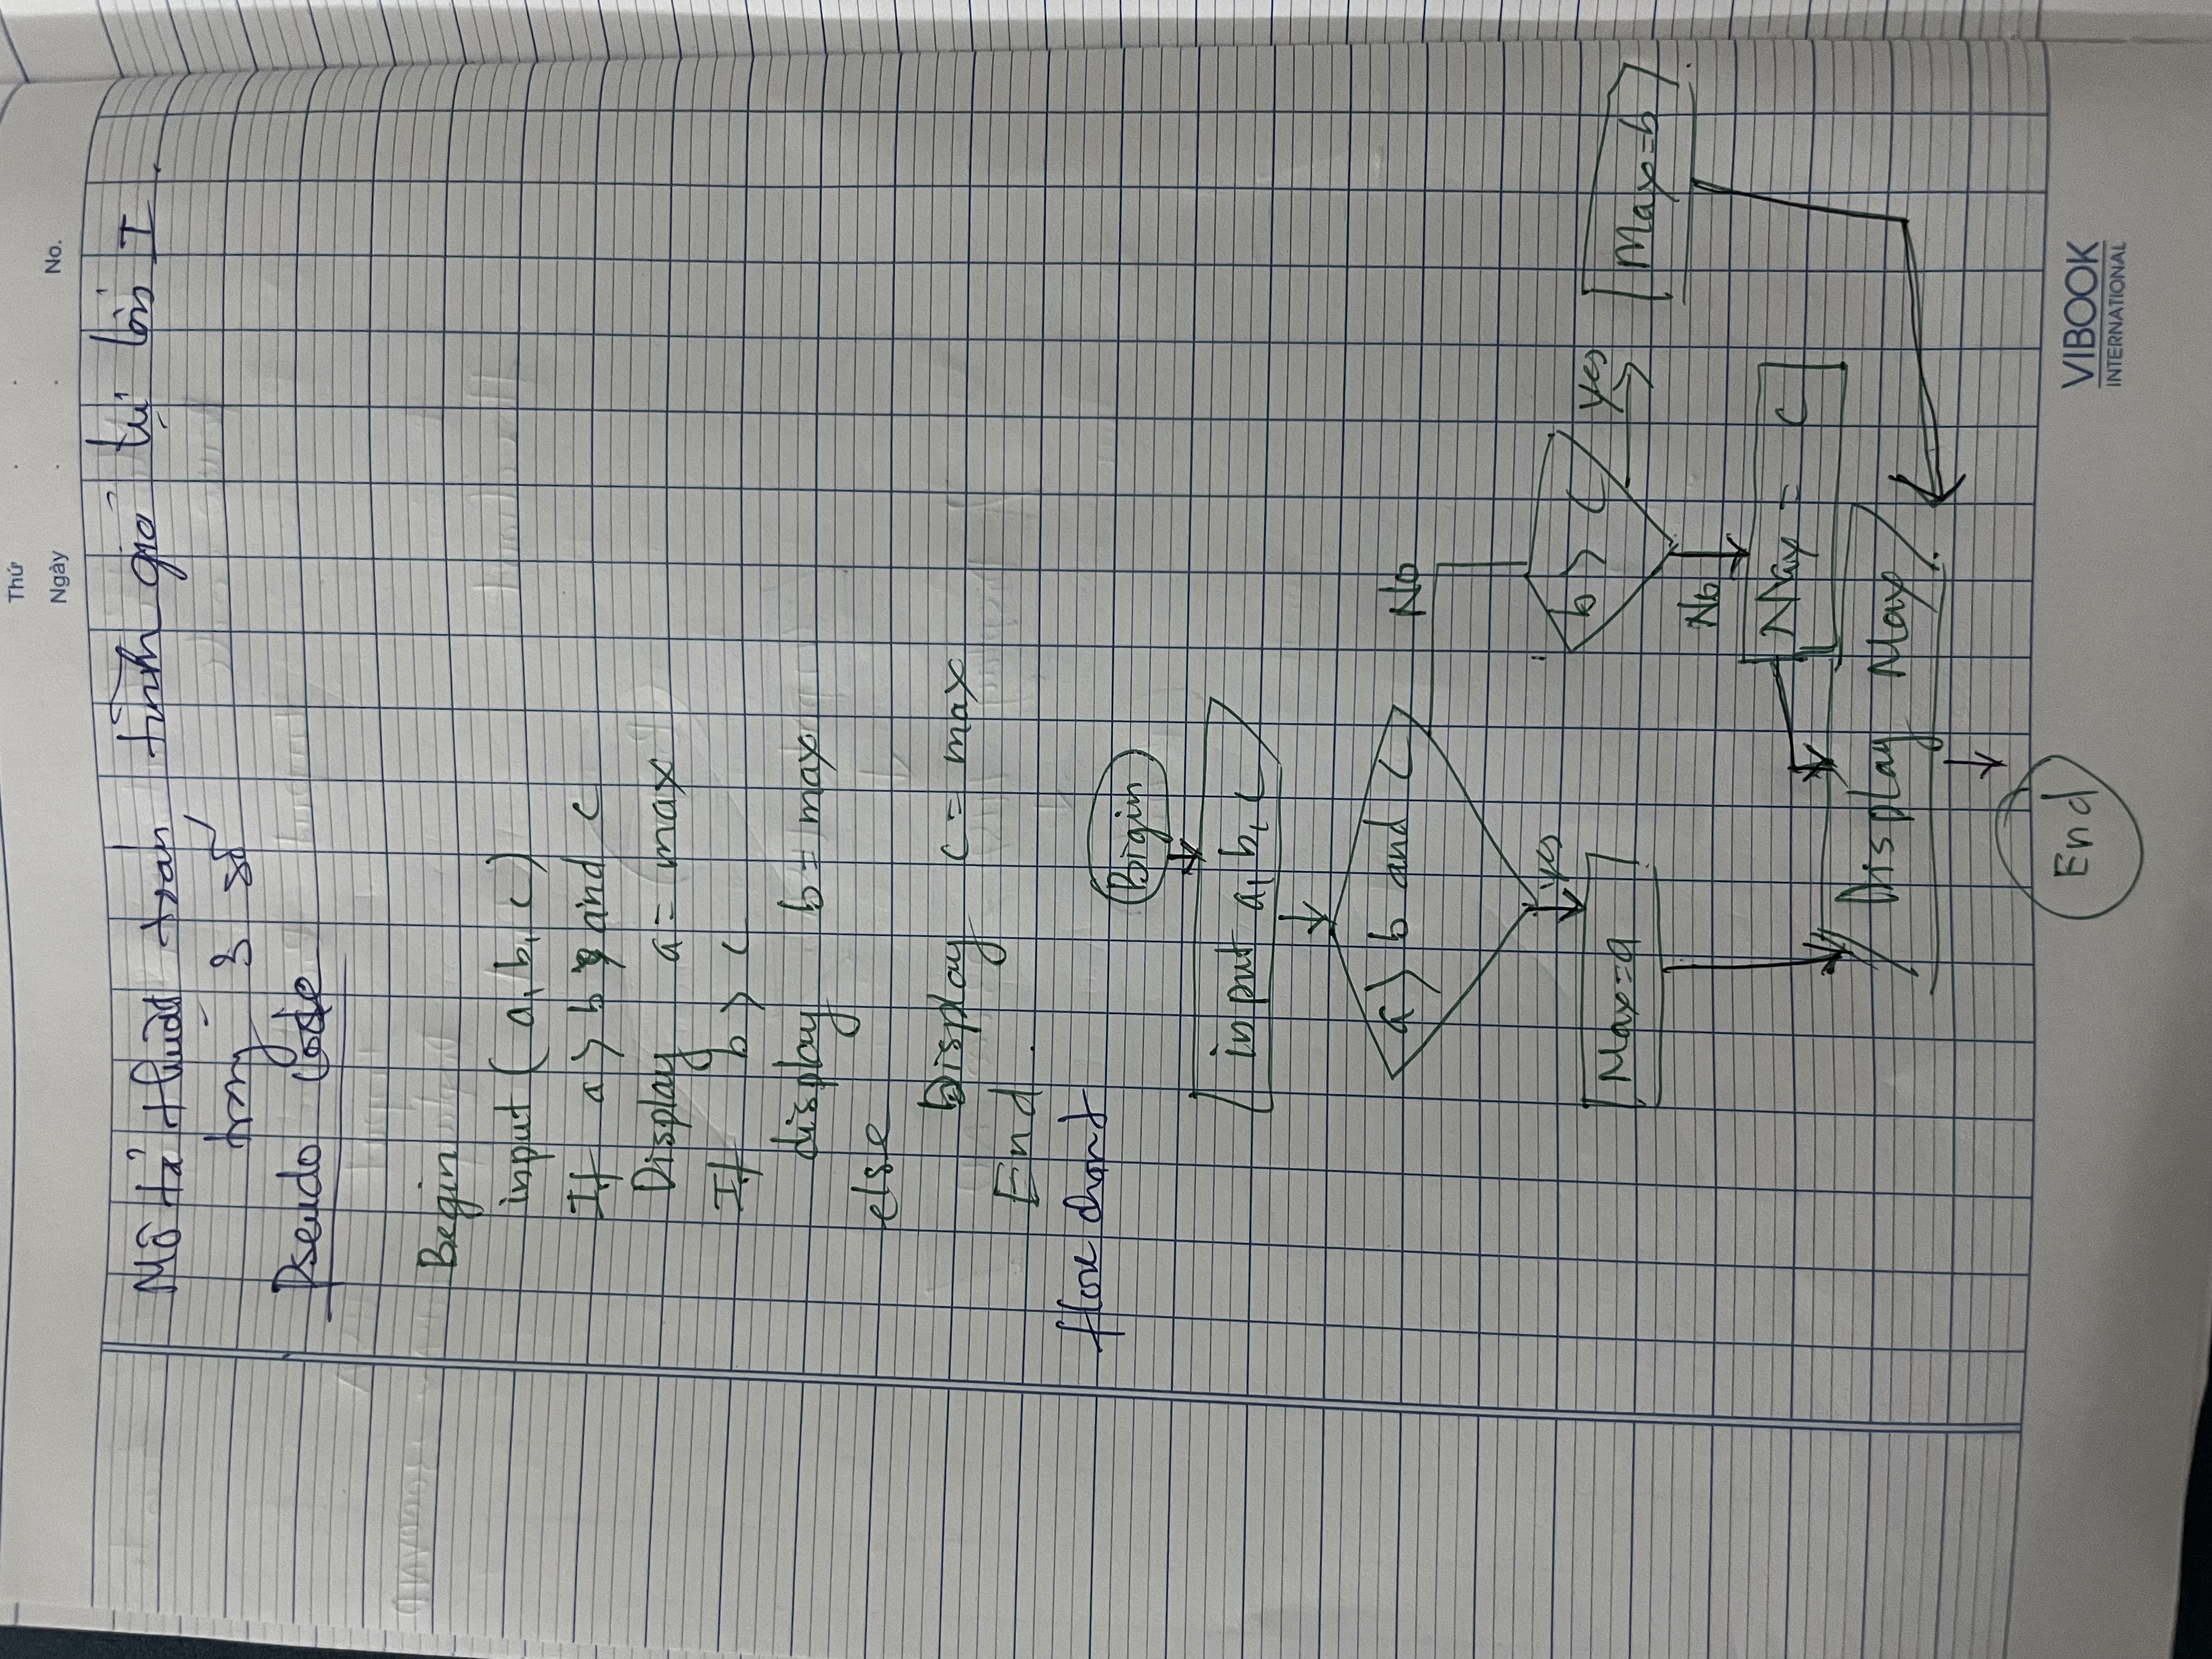 Thứ
Ngày
No.
Mô tả thuật toán tính giá trị lớn I
trong 3 số
Pseudo code
Begin
input (a, b, c)
If a > b and c
Display a = max
If b > c
display b = max
else
Display c = max
End.
flow chart
Bigin
input a, b, c
a > b and c
No
yes
b > c
yes
Max=a
Max=b
No
Max = c
Display Max
End
VIBOOK
INTERNATIONAL